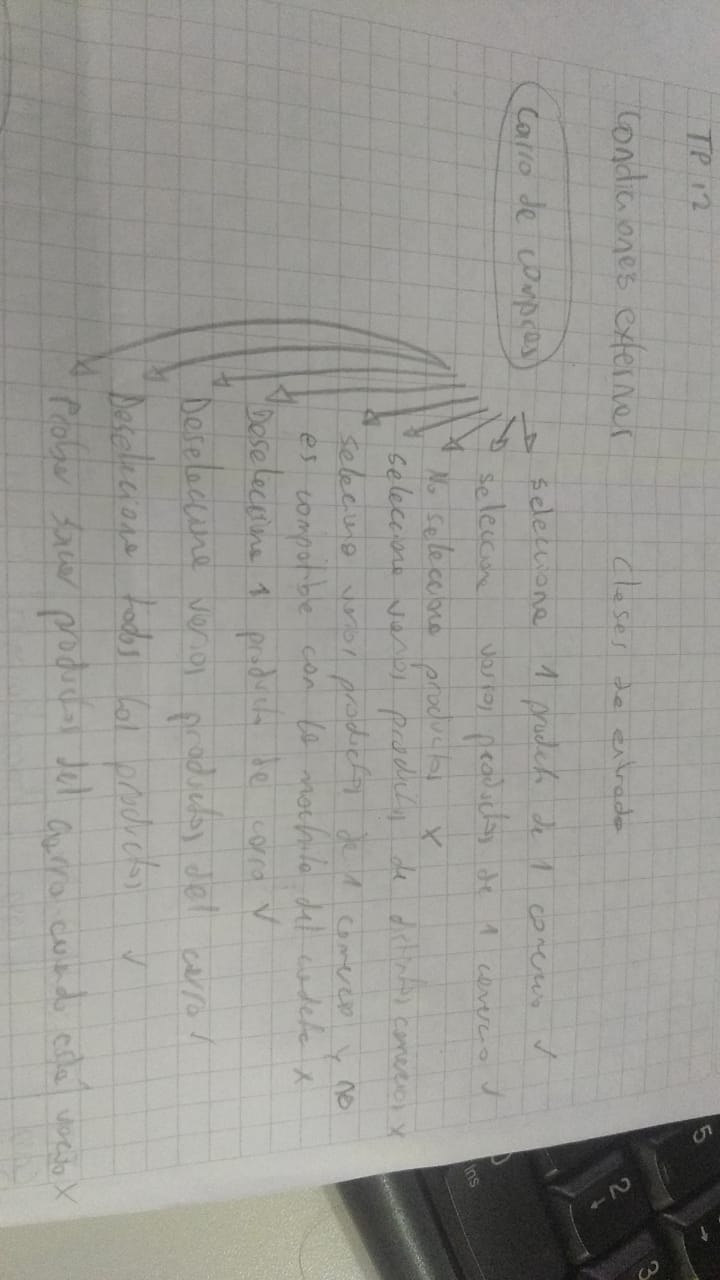 TP 12
Condiciones externas Clases de entrada
Carro de compras
Selecciona 1 producto de 1 comercio ✓
Selecciona varios productos de 1 comercio ✓
No selecciona productos x
Selecciona varios productos de distintos comercios x
Selecciona varios productos de 1 comercio y no
es compatible con la mochila del cadete x
Deselecciona 1 producto del carro ✓
Deselecciona varios productos del carro ✓
Deselecciona todos los productos ✓
Probar sacar productos del carro cuando está vacío x
5
2
3
Ins